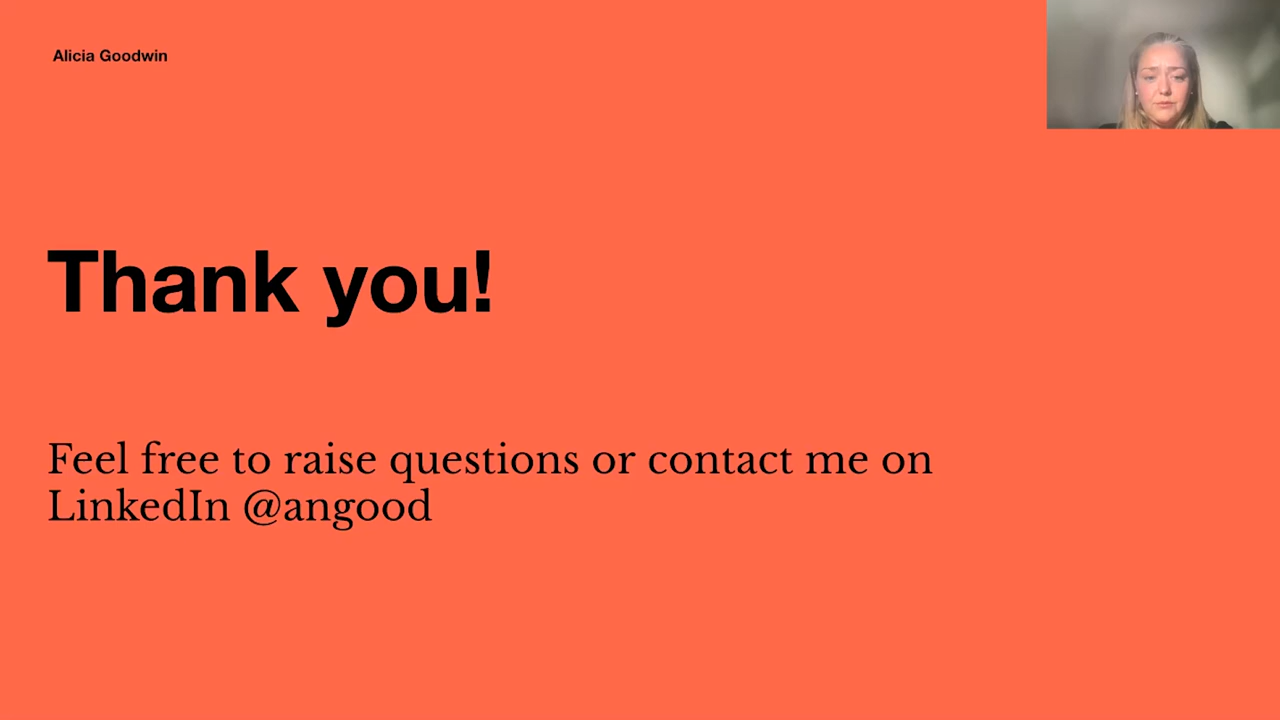 Alicia Goodwin
Thank you!
Feel free to raise questions or contact me on
LinkedIn @angood